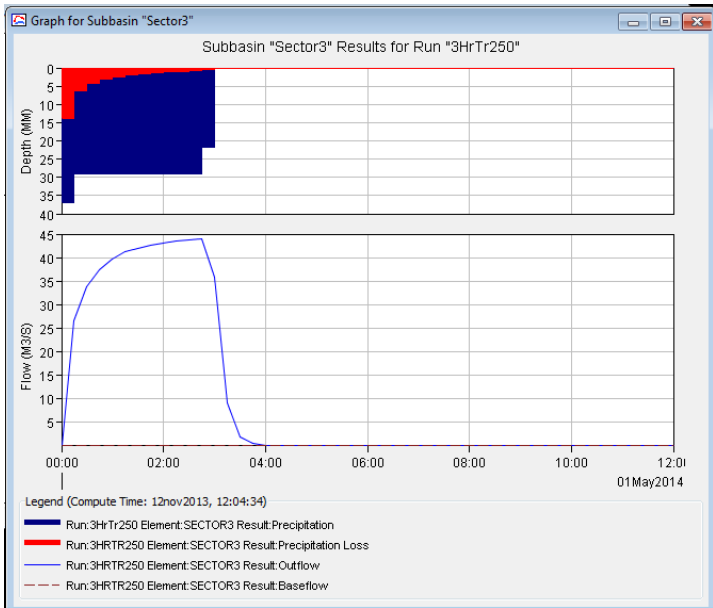 Graph for Subbasin "Sector3"
Subbasin "Sector3" Results for Run "3HrTr250"
Depth (MM)
0
5
10
15
20
25
30
35
40
Flow (M3/S)
45
40
35
30
25
20
15
10
5
00:00 02:00 04:00 06:00 08:00 10:00 12:0
01May2014
Legend (Compute Time: 12nov2013, 12:04:34)
Run:3HrTr250 Element:SECTOR3 Result:Precipitation
Run:3HRTR250 Element:SECTOR3 Result:Precipitation Loss
Run:3HRTR250 Element:SECTOR3 Result:Outflow
Run:3HRTR250 Element:SECTOR3 Result:Baseflow